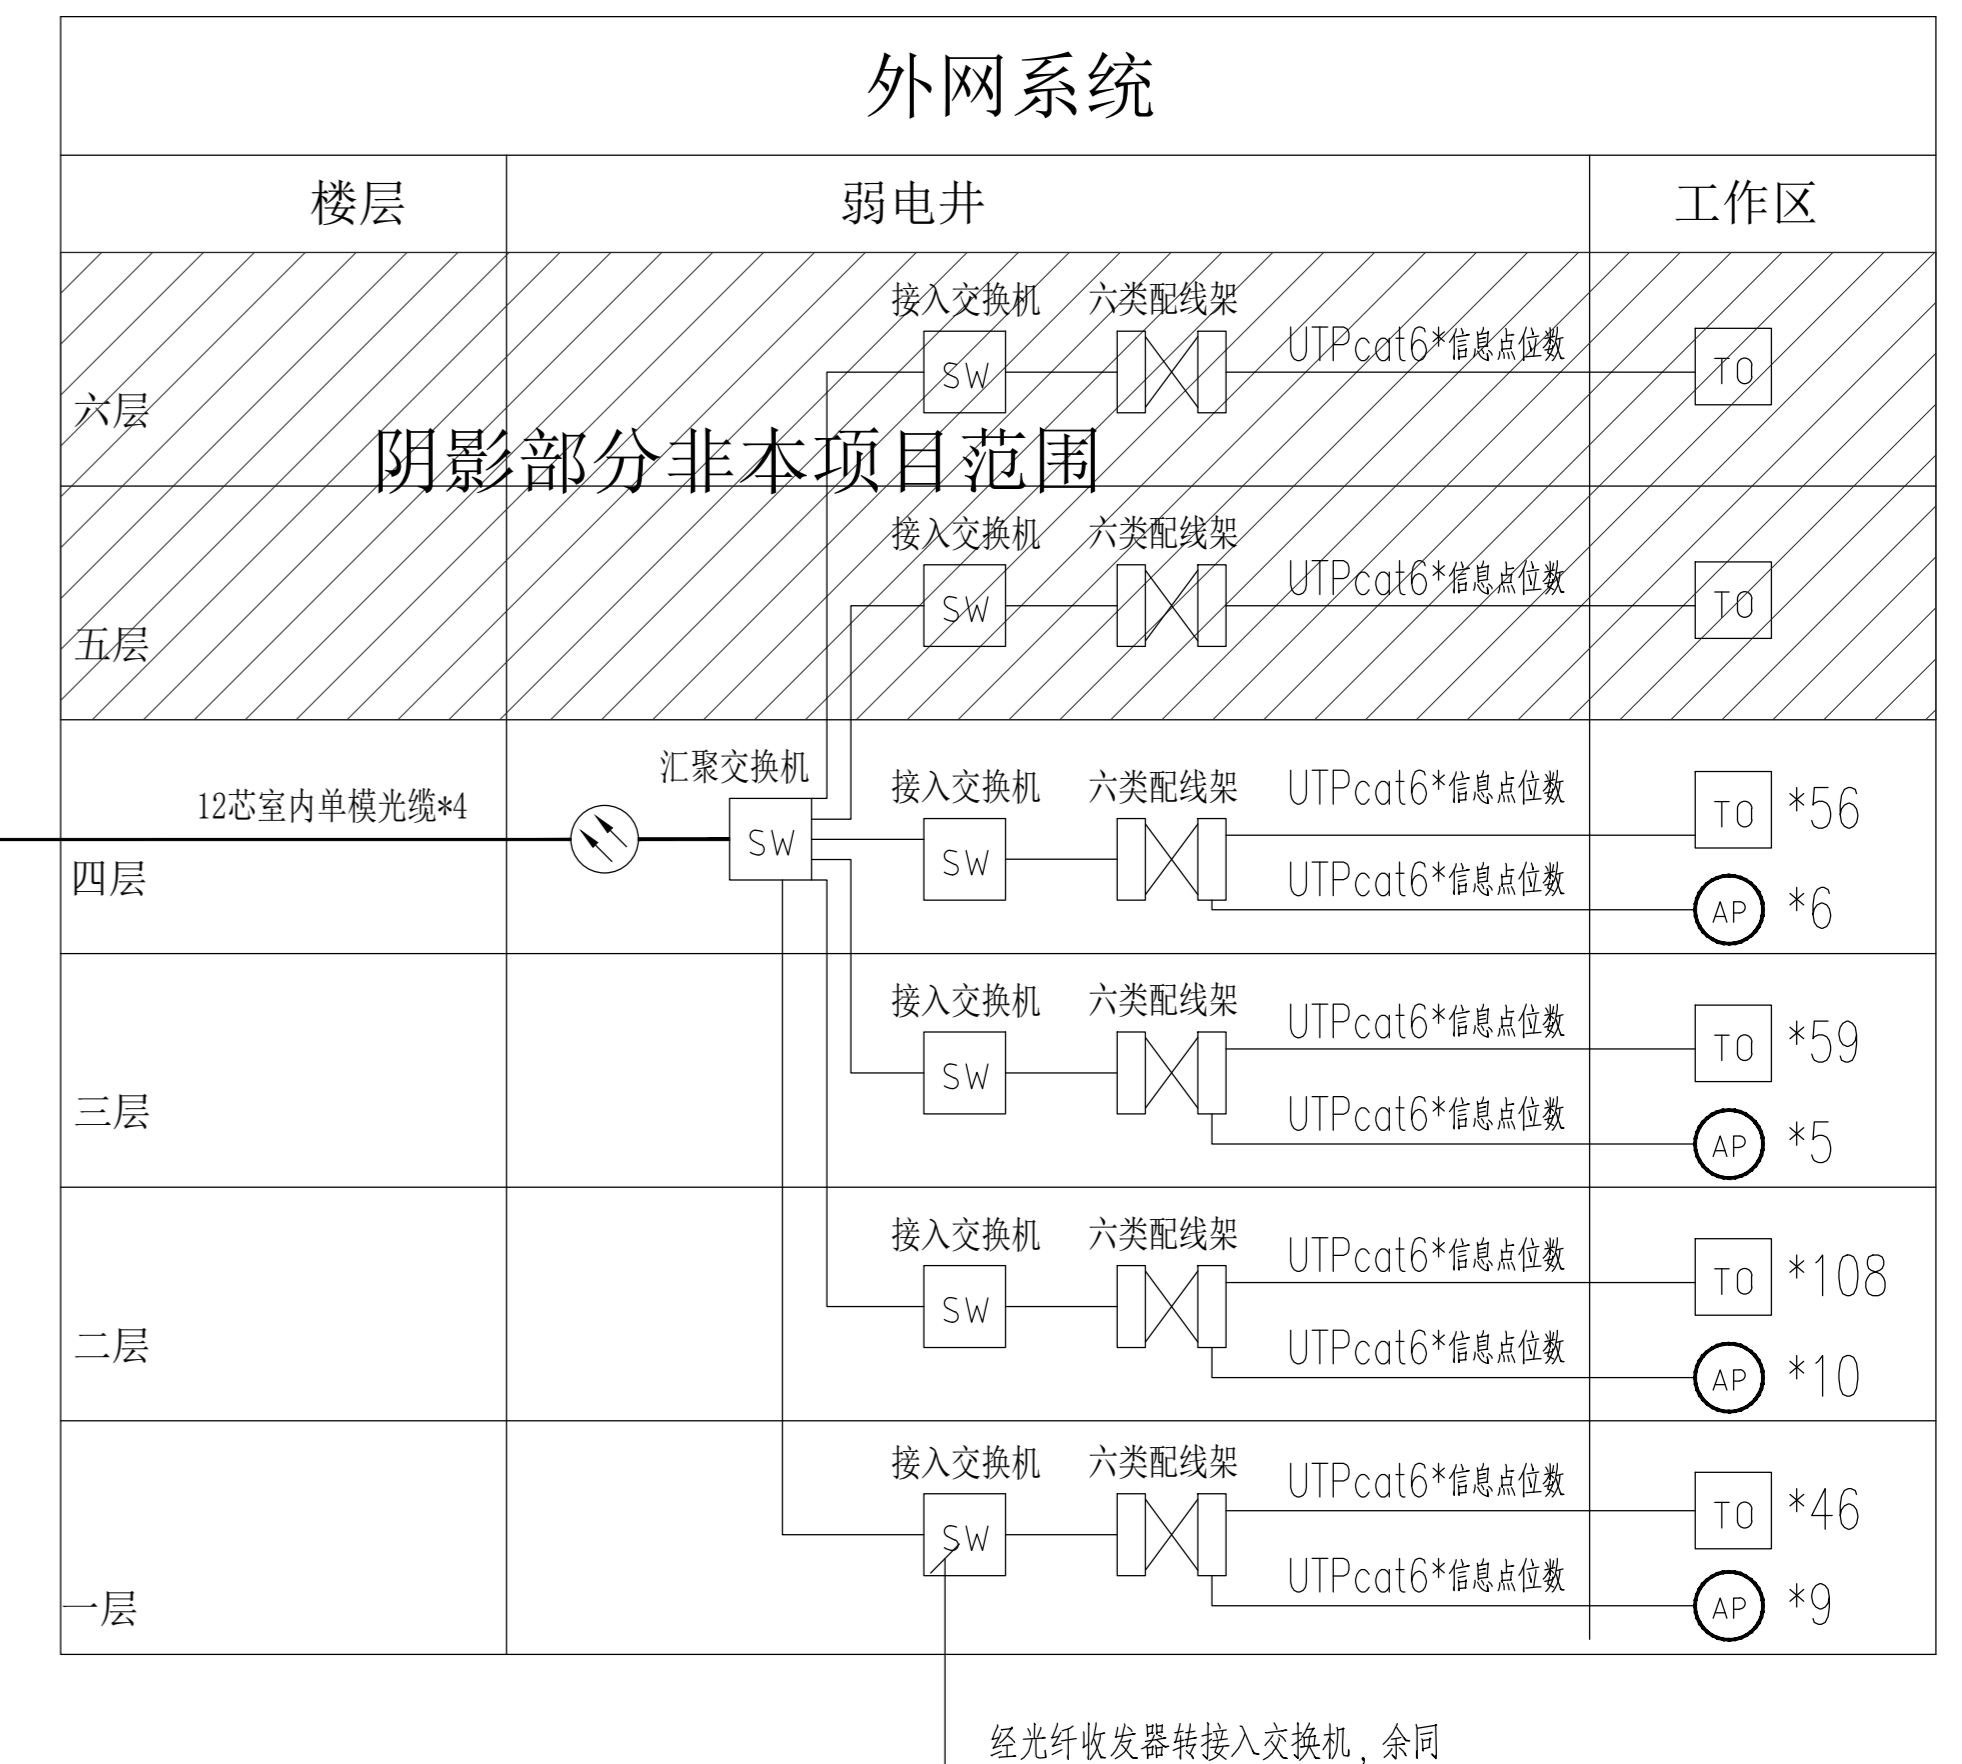 外网系统
楼层 弱电井 工作区
接入交换机 六类配线架
UTPcat6*信息点位数
SW TO
六层
阴影部分非本项目范围
接入交换机 六类配线架
UTPcat6*信息点位数
SW TO
五层
汇聚交换机 接入交换机 六类配线架 UTPcat6*信息点位数
12芯室内单模光缆*4
TO *56
SW SW
四层 UTPcat6*信息点位数
AP *6
接入交换机 六类配线架 UTPcat6*信息点位数
TO *59
SW
三层 UTPcat6*信息点位数
AP *5
接入交换机 六类配线架 UTPcat6*信息点位数
TO *108
SW
二层 UTPcat6*信息点位数
AP *10
接入交换机 六类配线架 UTPcat6*信息点位数
TO *46
SW
UTPcat6*信息点位数
一层 AP *9
经光纤收发器转接入交换机，余同